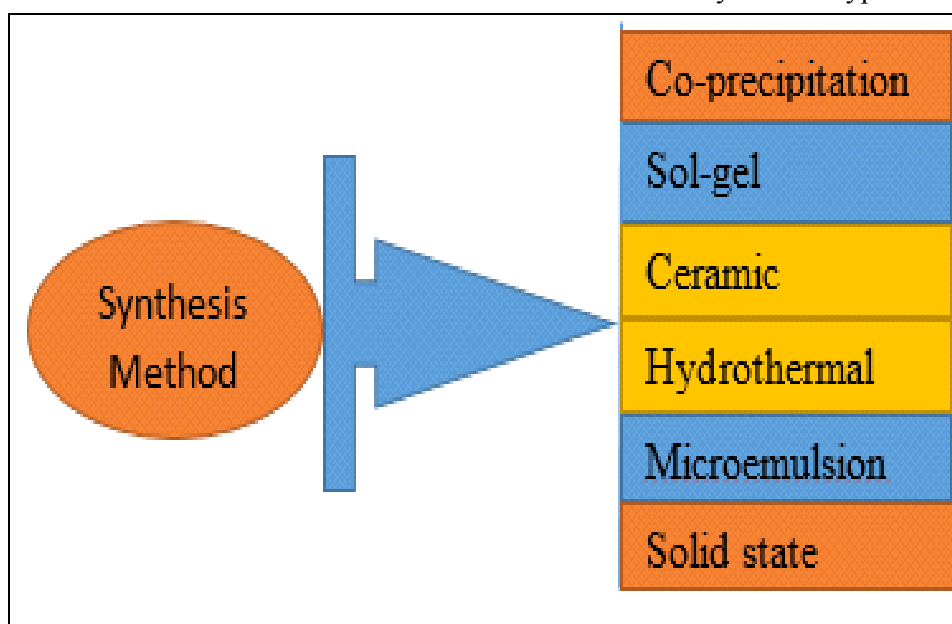 Synthesis
Method
Co-precipitation
Sol-gel
Ceramic
Hydrothermal
Microemulsion
Solid state